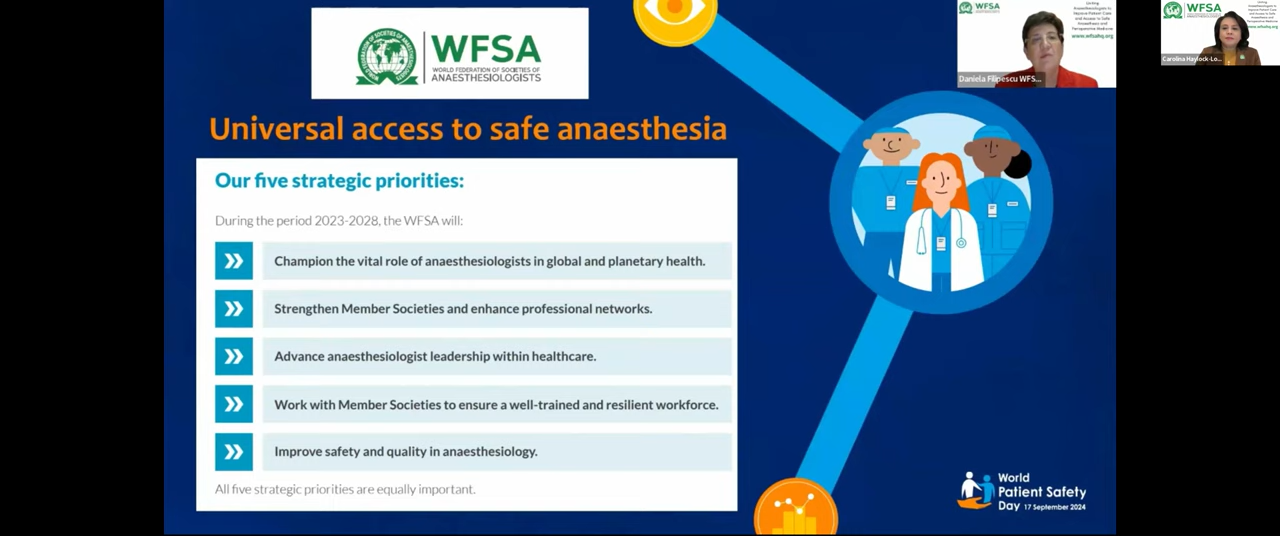 WFSA
WORLD FEDERATION OF SOCIETIES OF
ANAESTHESIOLOGISTS
Universal access to safe anaesthesia
Our five strategic priorities:
During the period 2023-2028, the WFSA will:
Champion the vital role of anaesthesiologists in global and planetary health.
Strengthen Member Societies and enhance professional networks.
Advance anaesthesiologist leadership within healthcare.
Work with Member Societies to ensure a well-trained and resilient workforce.
Improve safety and quality in anaesthesiology.
All five strategic priorities are equally important.
World
Patient Safety
Day 17 September 2024
WFSA
www.wfsahq.org
Daniela Filipescu WFS...
WFSA
Carolina Haylock-Lo...